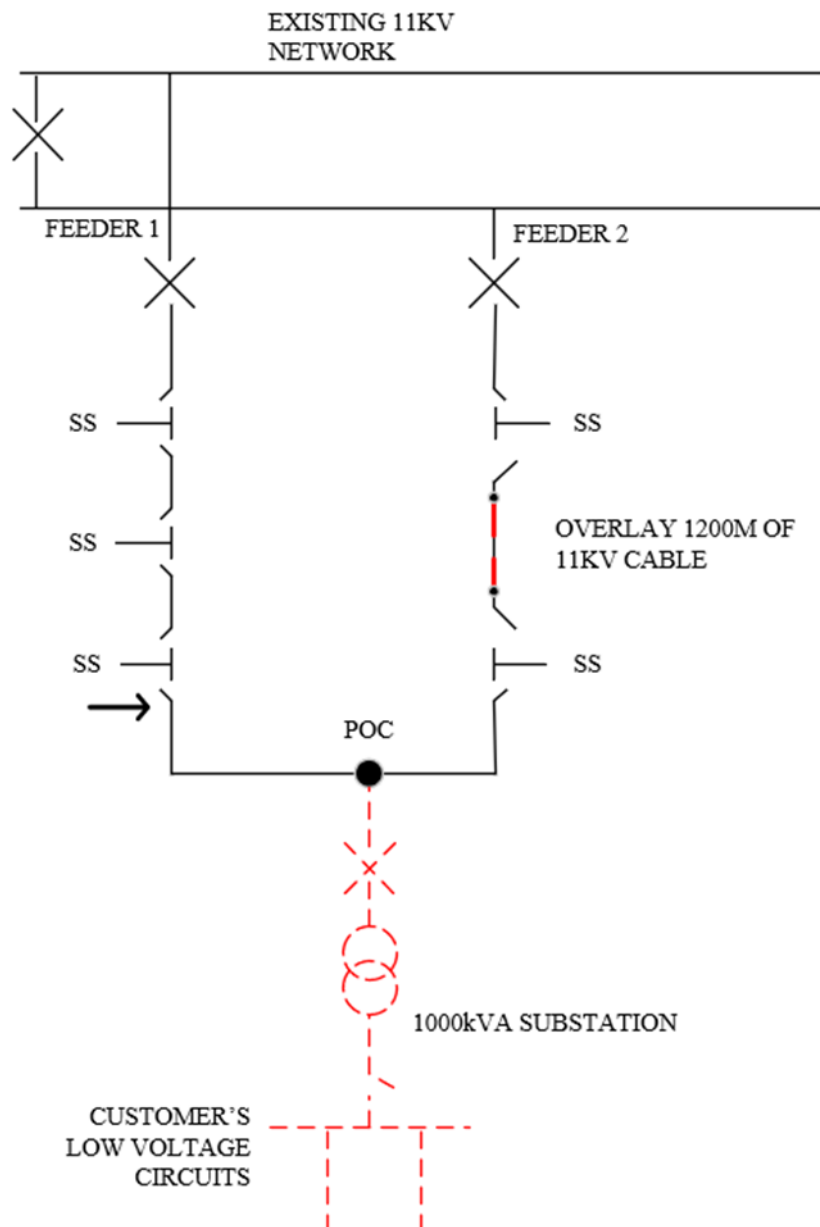 EXISTING 11KV
NETWORK
FEEDER 1
FEEDER 2
SS
SS
SS
OVERLAY 1200M OF
11KV CABLE
SS
SS
POC
1000kVA SUBSTATION
CUSTOMER’S
LOW VOLTAGE
CIRCUITS